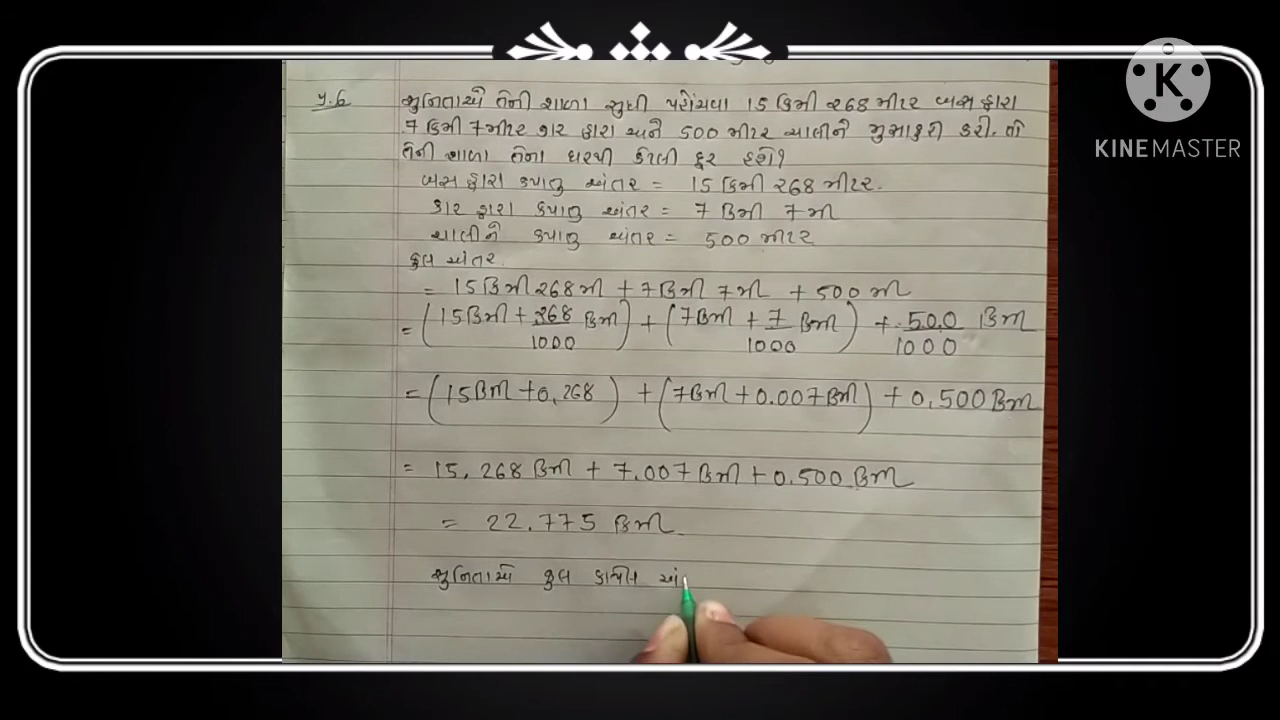 પ્ર.6 સુનિતાએ તેની શાળા સુધી પહોંચવા 15 કિમી 268 મીટર બસ દ્વારા
7 કિમી 7 મીટર કાર દ્વારા અને 500 મીટર ચાલીને મુસાફરી કરી. તો
તેની શાળા તેના ઘરથી કેટલી દૂર હશે?
બસ દ્વારા કપાતુ અંતર = 15 કિમી 268 મીટર.
કાર દ્વારા કપાતુ અંતર = 7 કિમી 7 મી
ચાલીને કપાતુ અંતર = 500 મીટર
કુલ અંતર.
= 15 કિમી 268 મી + 7 કિમી 7 મી + 500 મી
= (15 કિમી + 268/1000 કિમી) + (7 કિમી + 7/1000 કિમી) + 500/1000 કિમી
= (15 કિમી + 0.268) + (7 કિમી + 0.007 કિમી) + 0.500 કિમી
= 15.268 કિમી + 7.007 કિમી + 0.500 કિમી
= 22.775 કિમી.
સુનિતાએ કુલ અં
K
KINEMASTER